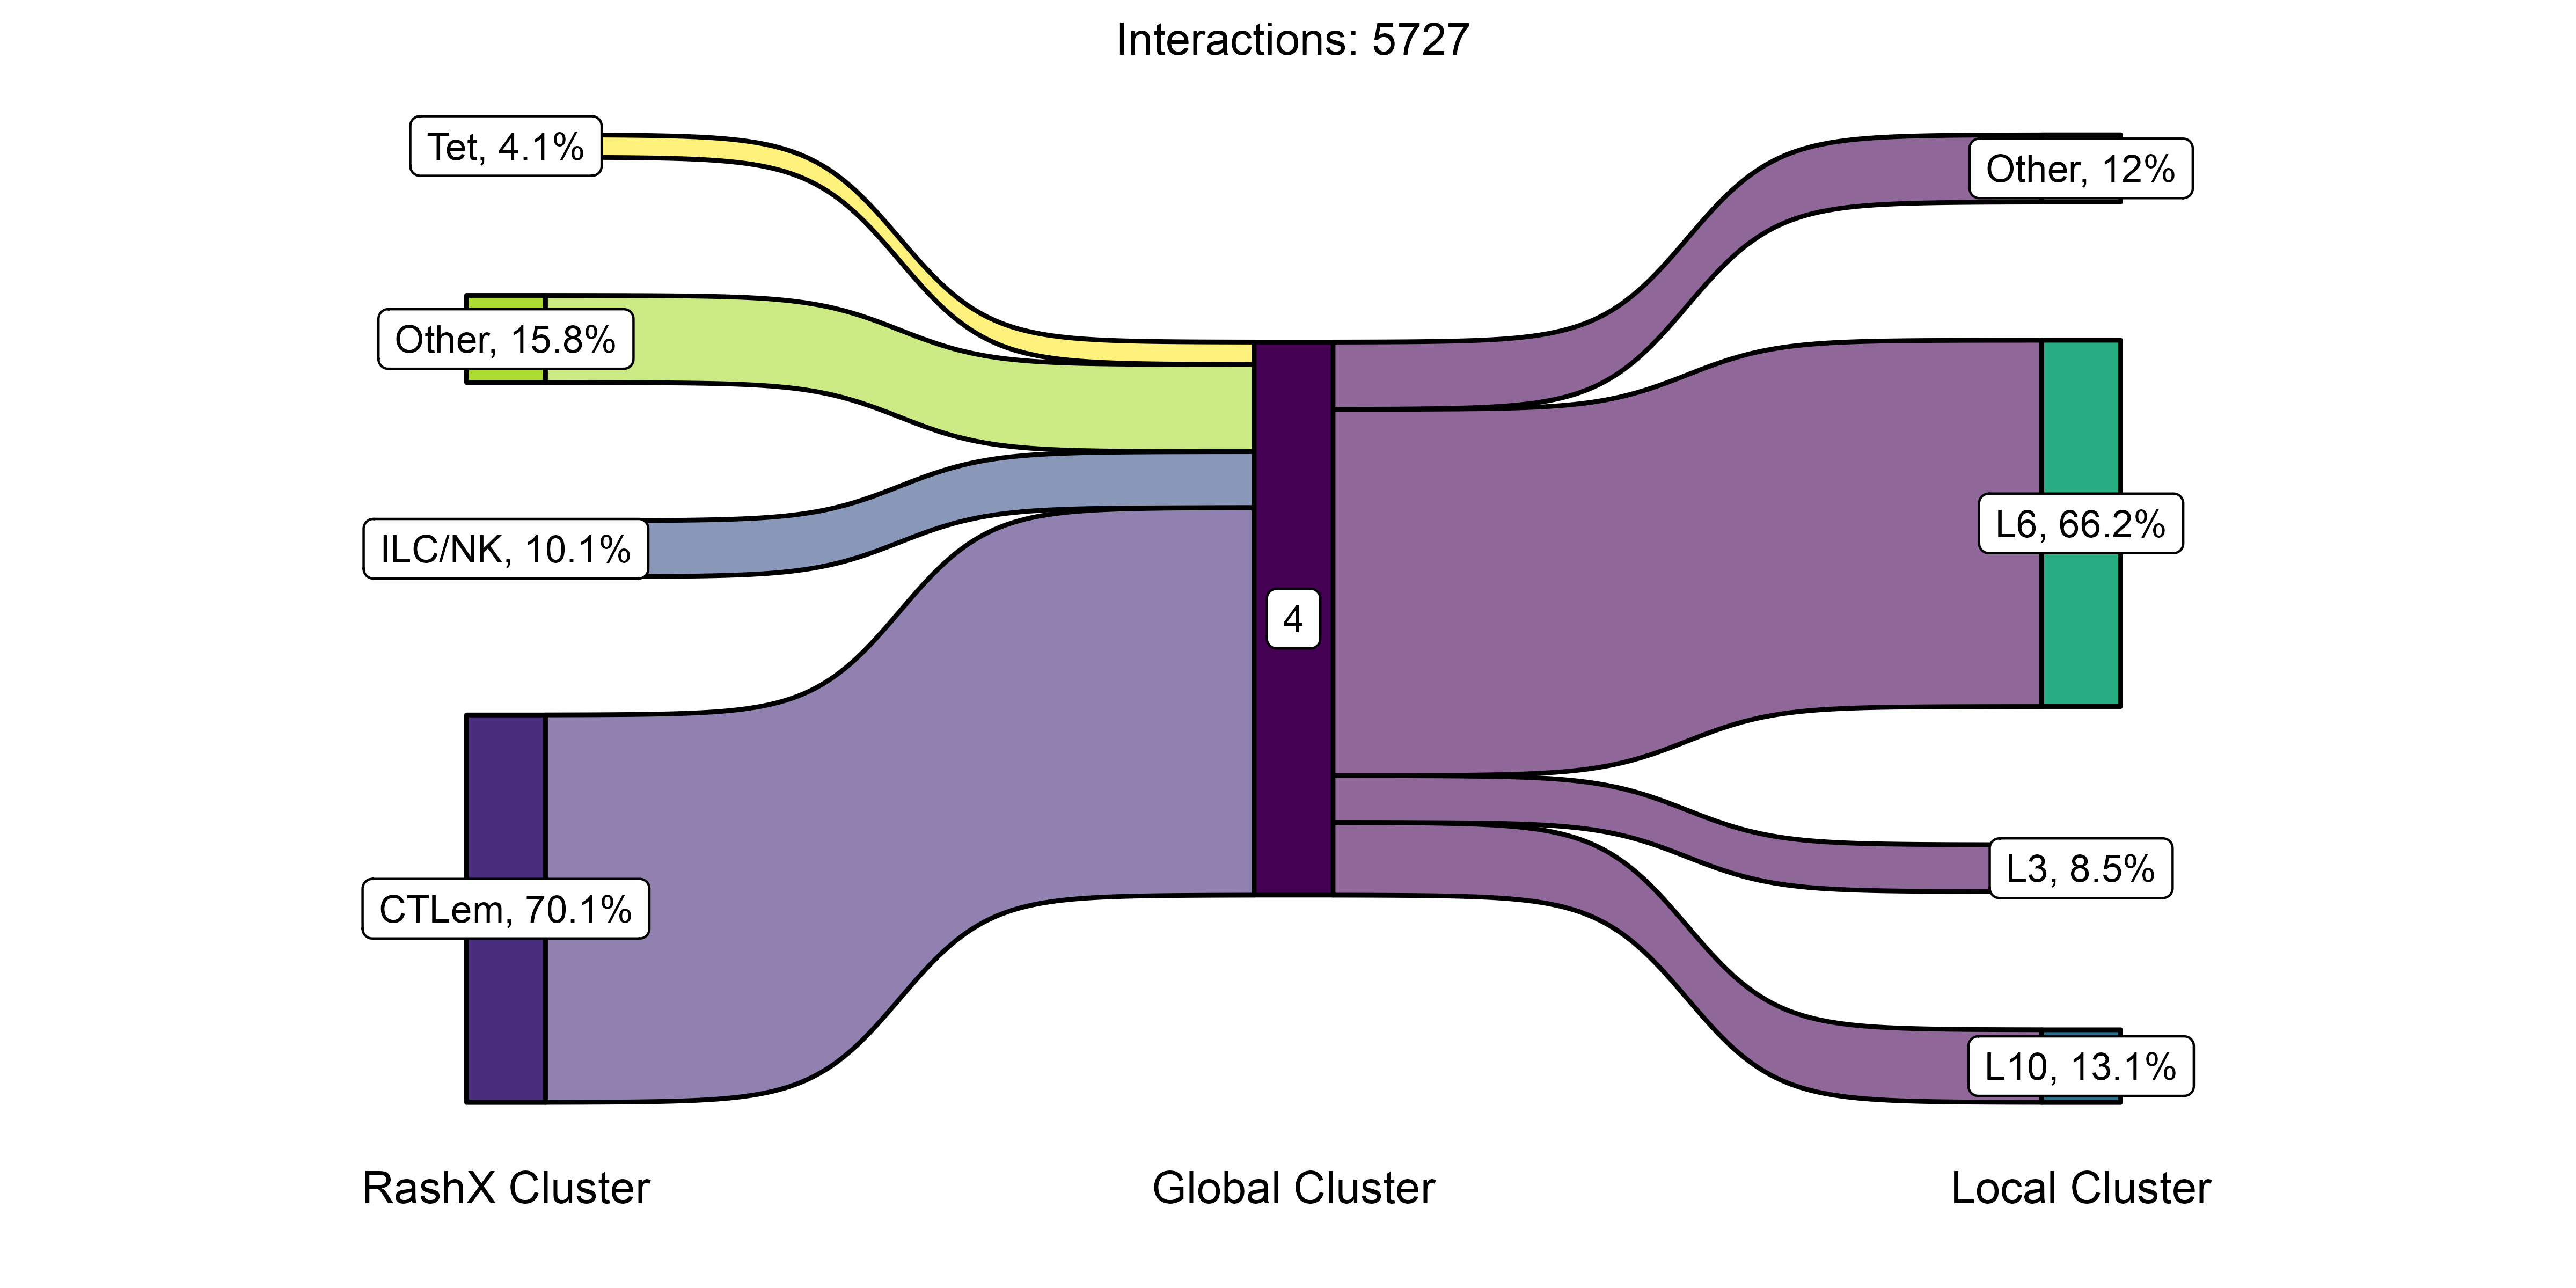 Interactions: 5727
Tet, 4.1%
Other, 15.8%
ILC/NK, 10.1%
CTLem, 70.1%
4
Other, 12%
L6, 66.2%
L3, 8.5%
L10, 13.1%
RashX Cluster
Global Cluster
Local Cluster